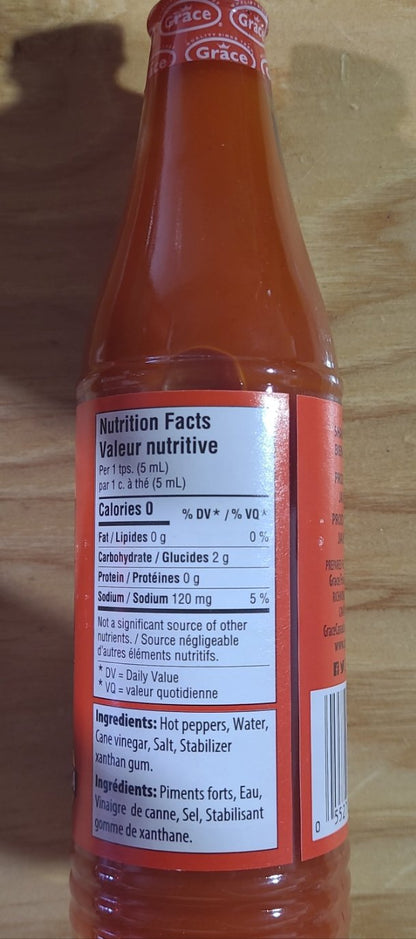 Grace
Grace
Nutrition Facts
Valeur nutritive
Per 1 tps. (5 mL)
par 1 c. à thé (5 mL)
Calories 0 % DV* / % VQ*
Fat / Lipides 0 g 0 %
Carbohydrate / Glucides 2 g
Protein / Protéines 0 g
Sodium / Sodium 120 mg 5 %
Not a significant source of other
nutrients. / Source négligeable
d'autres éléments nutritifs.
* DV = Daily Value
* VQ = valeur quotidienne
Ingredients: Hot peppers, Water,
Cane vinegar, Salt, Stabilizer
xanthan gum.
Ingrédients: Piments forts, Eau,
Vinaigre de canne, Sel, Stabilisant
gomme de xanthane.